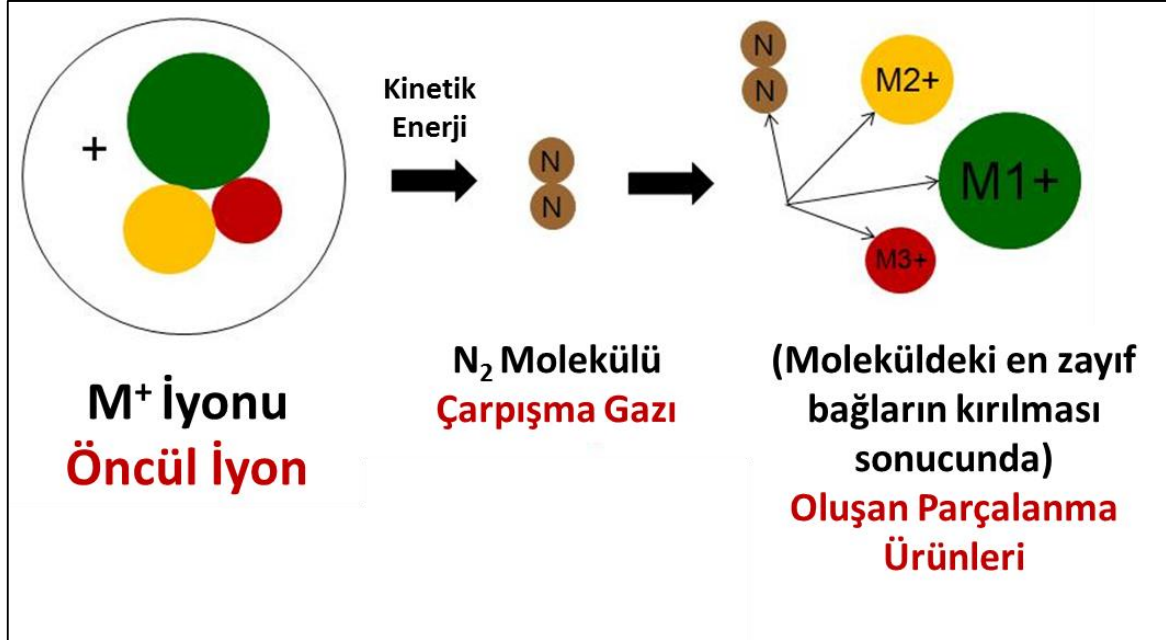 +
Kinetik
Enerji
N
N
N
N
M2+
M1+
M3+
M⁺ İyonu
Öncül İyon
N₂ Molekülü
Çarpışma Gazı
(Moleküldeki en zayıf
bağların kırılması
sonucunda)
Oluşan Parçalanma
Ürünleri